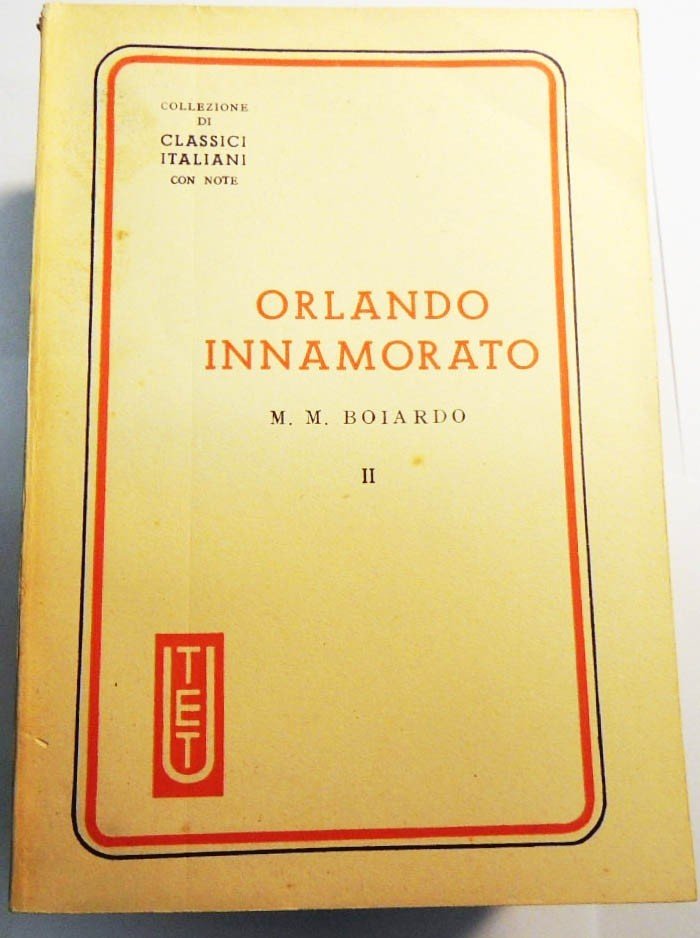 COLLEZIONE
DI
CLASSICI
ITALIANI
CON NOTE
ORLANDO
INNAMORATO
M. M. BOIARDO
II
UTET